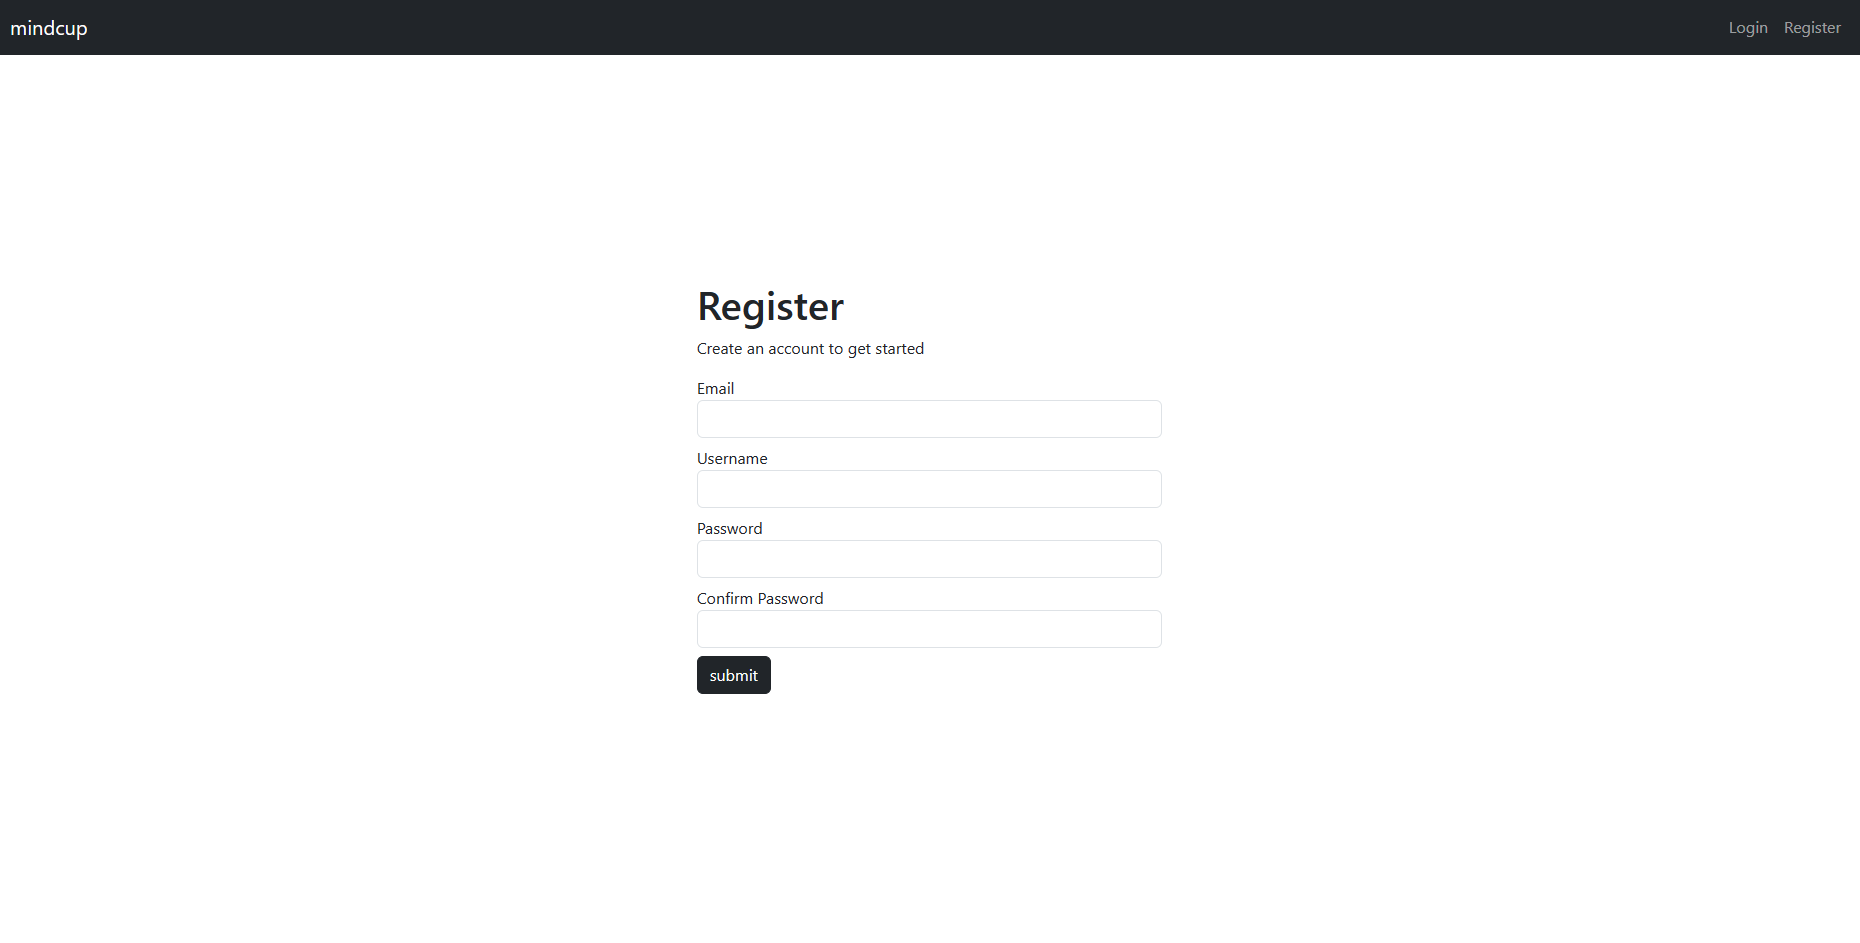 mindcup
Login Register
Register
Create an account to get started
Email
Username
Password
Confirm Password
submit